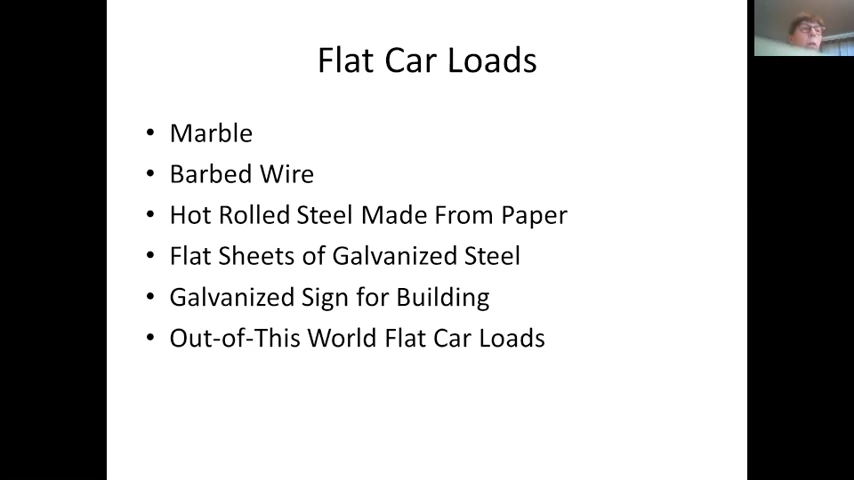 Flat Car Loads
• Marble
• Barbed Wire
• Hot Rolled Steel Made From Paper
• Flat Sheets of Galvanized Steel
• Galvanized Sign for Building
• Out-of-This World Flat Car Loads